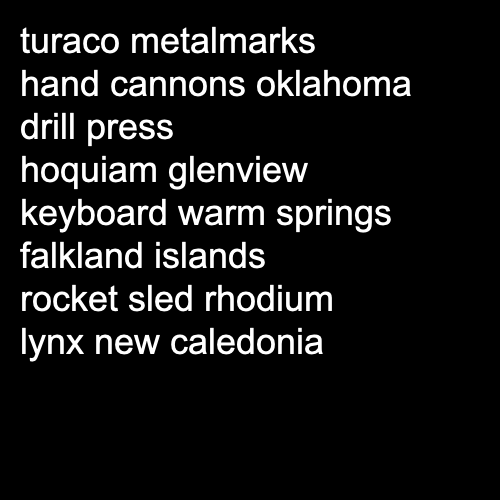 turaco metalmarks
hand cannons oklahoma
drill press
hoquiam glenview
keyboard warm springs
falkland islands
rocket sled rhodium
lynx new caledonia